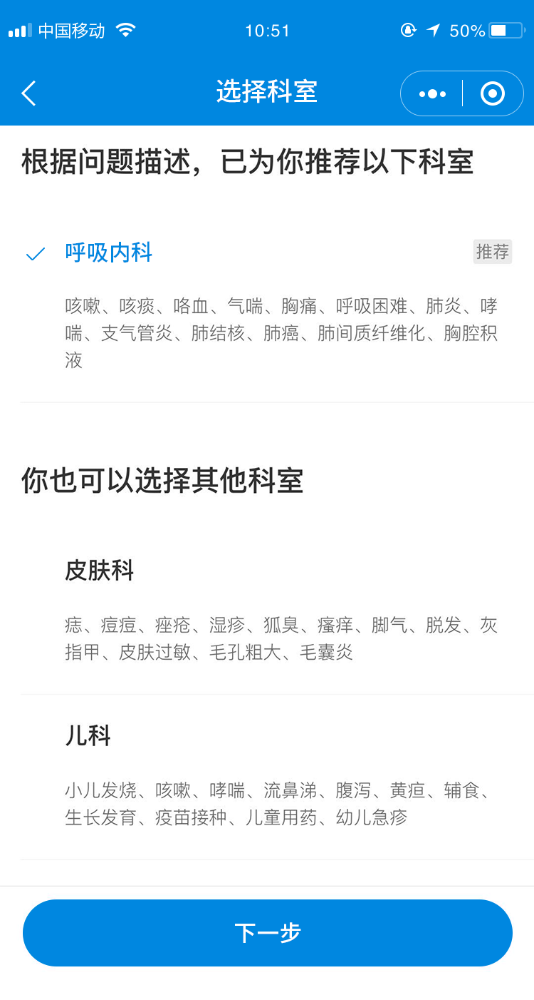 中国移动
10:51
50%
选择科室
根据问题描述，已为你推荐以下科室
呼吸内科
推荐
咳嗽、咳痰、咯血、气喘、胸痛、呼吸困难、肺炎、哮
喘、支气管炎、肺结核、肺癌、肺间质纤维化、胸腔积
液
你也可以选择其他科室
皮肤科
痣、痘痘、痤疮、湿疹、狐臭、瘙痒、脚气、脱发、灰
指甲、皮肤过敏、毛孔粗大、毛囊炎
儿科
小儿发烧、咳嗽、哮喘、流鼻涕、腹泻、黄疸、辅食、
生长发育、疫苗接种、儿童用药、幼儿急疹
下一步